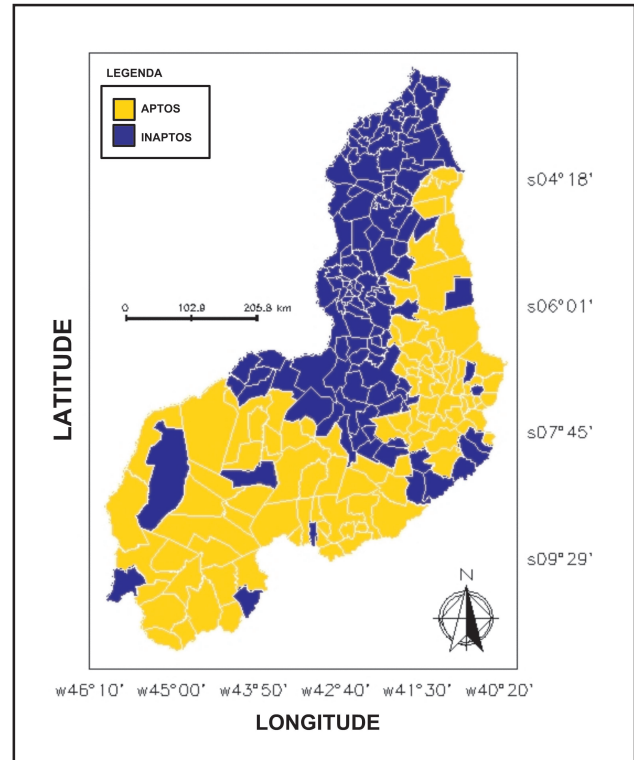 LEGENDA
APTOS
INAPTOS
s04° 18'
0 102.9 205.8 km
s06° 01'
LATITUDE
s07° 45'
s09° 29'
N
w46° 10' w45° 00' w43° 50' w42° 40' w41° 30' w40° 20'
LONGITUDE